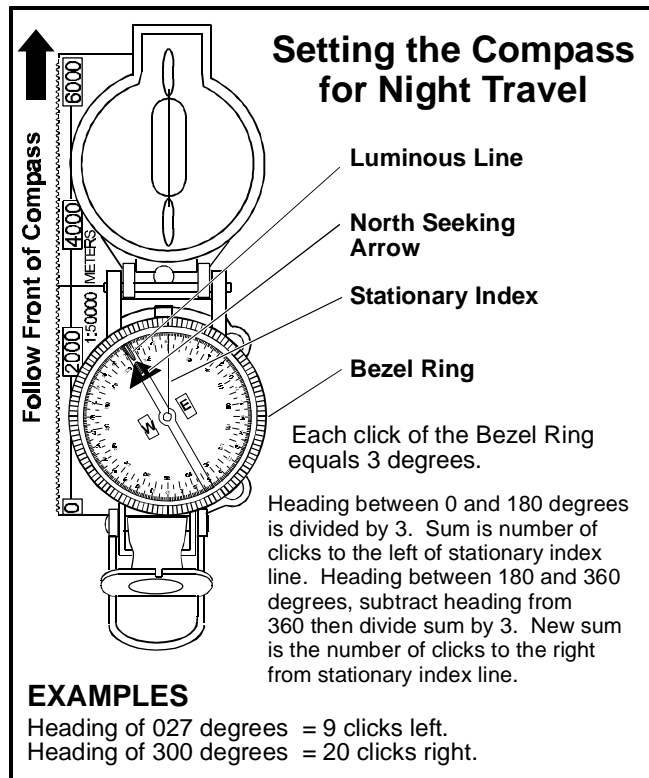 Setting the Compass
for Night Travel
Follow Front of Compass
6000
4000
2000
0
1:50000 METERS
Luminous Line
North Seeking
Arrow
Stationary Index
Bezel Ring
E
W
Each click of the Bezel Ring
equals 3 degrees.
Heading between 0 and 180 degrees
is divided by 3. Sum is number of
clicks to the left of stationary index
line. Heading between 180 and 360
degrees, subtract heading from
360 then divide sum by 3. New sum
is the number of clicks to the right
from stationary index line.
EXAMPLES
Heading of 027 degrees = 9 clicks left.
Heading of 300 degrees = 20 clicks right.